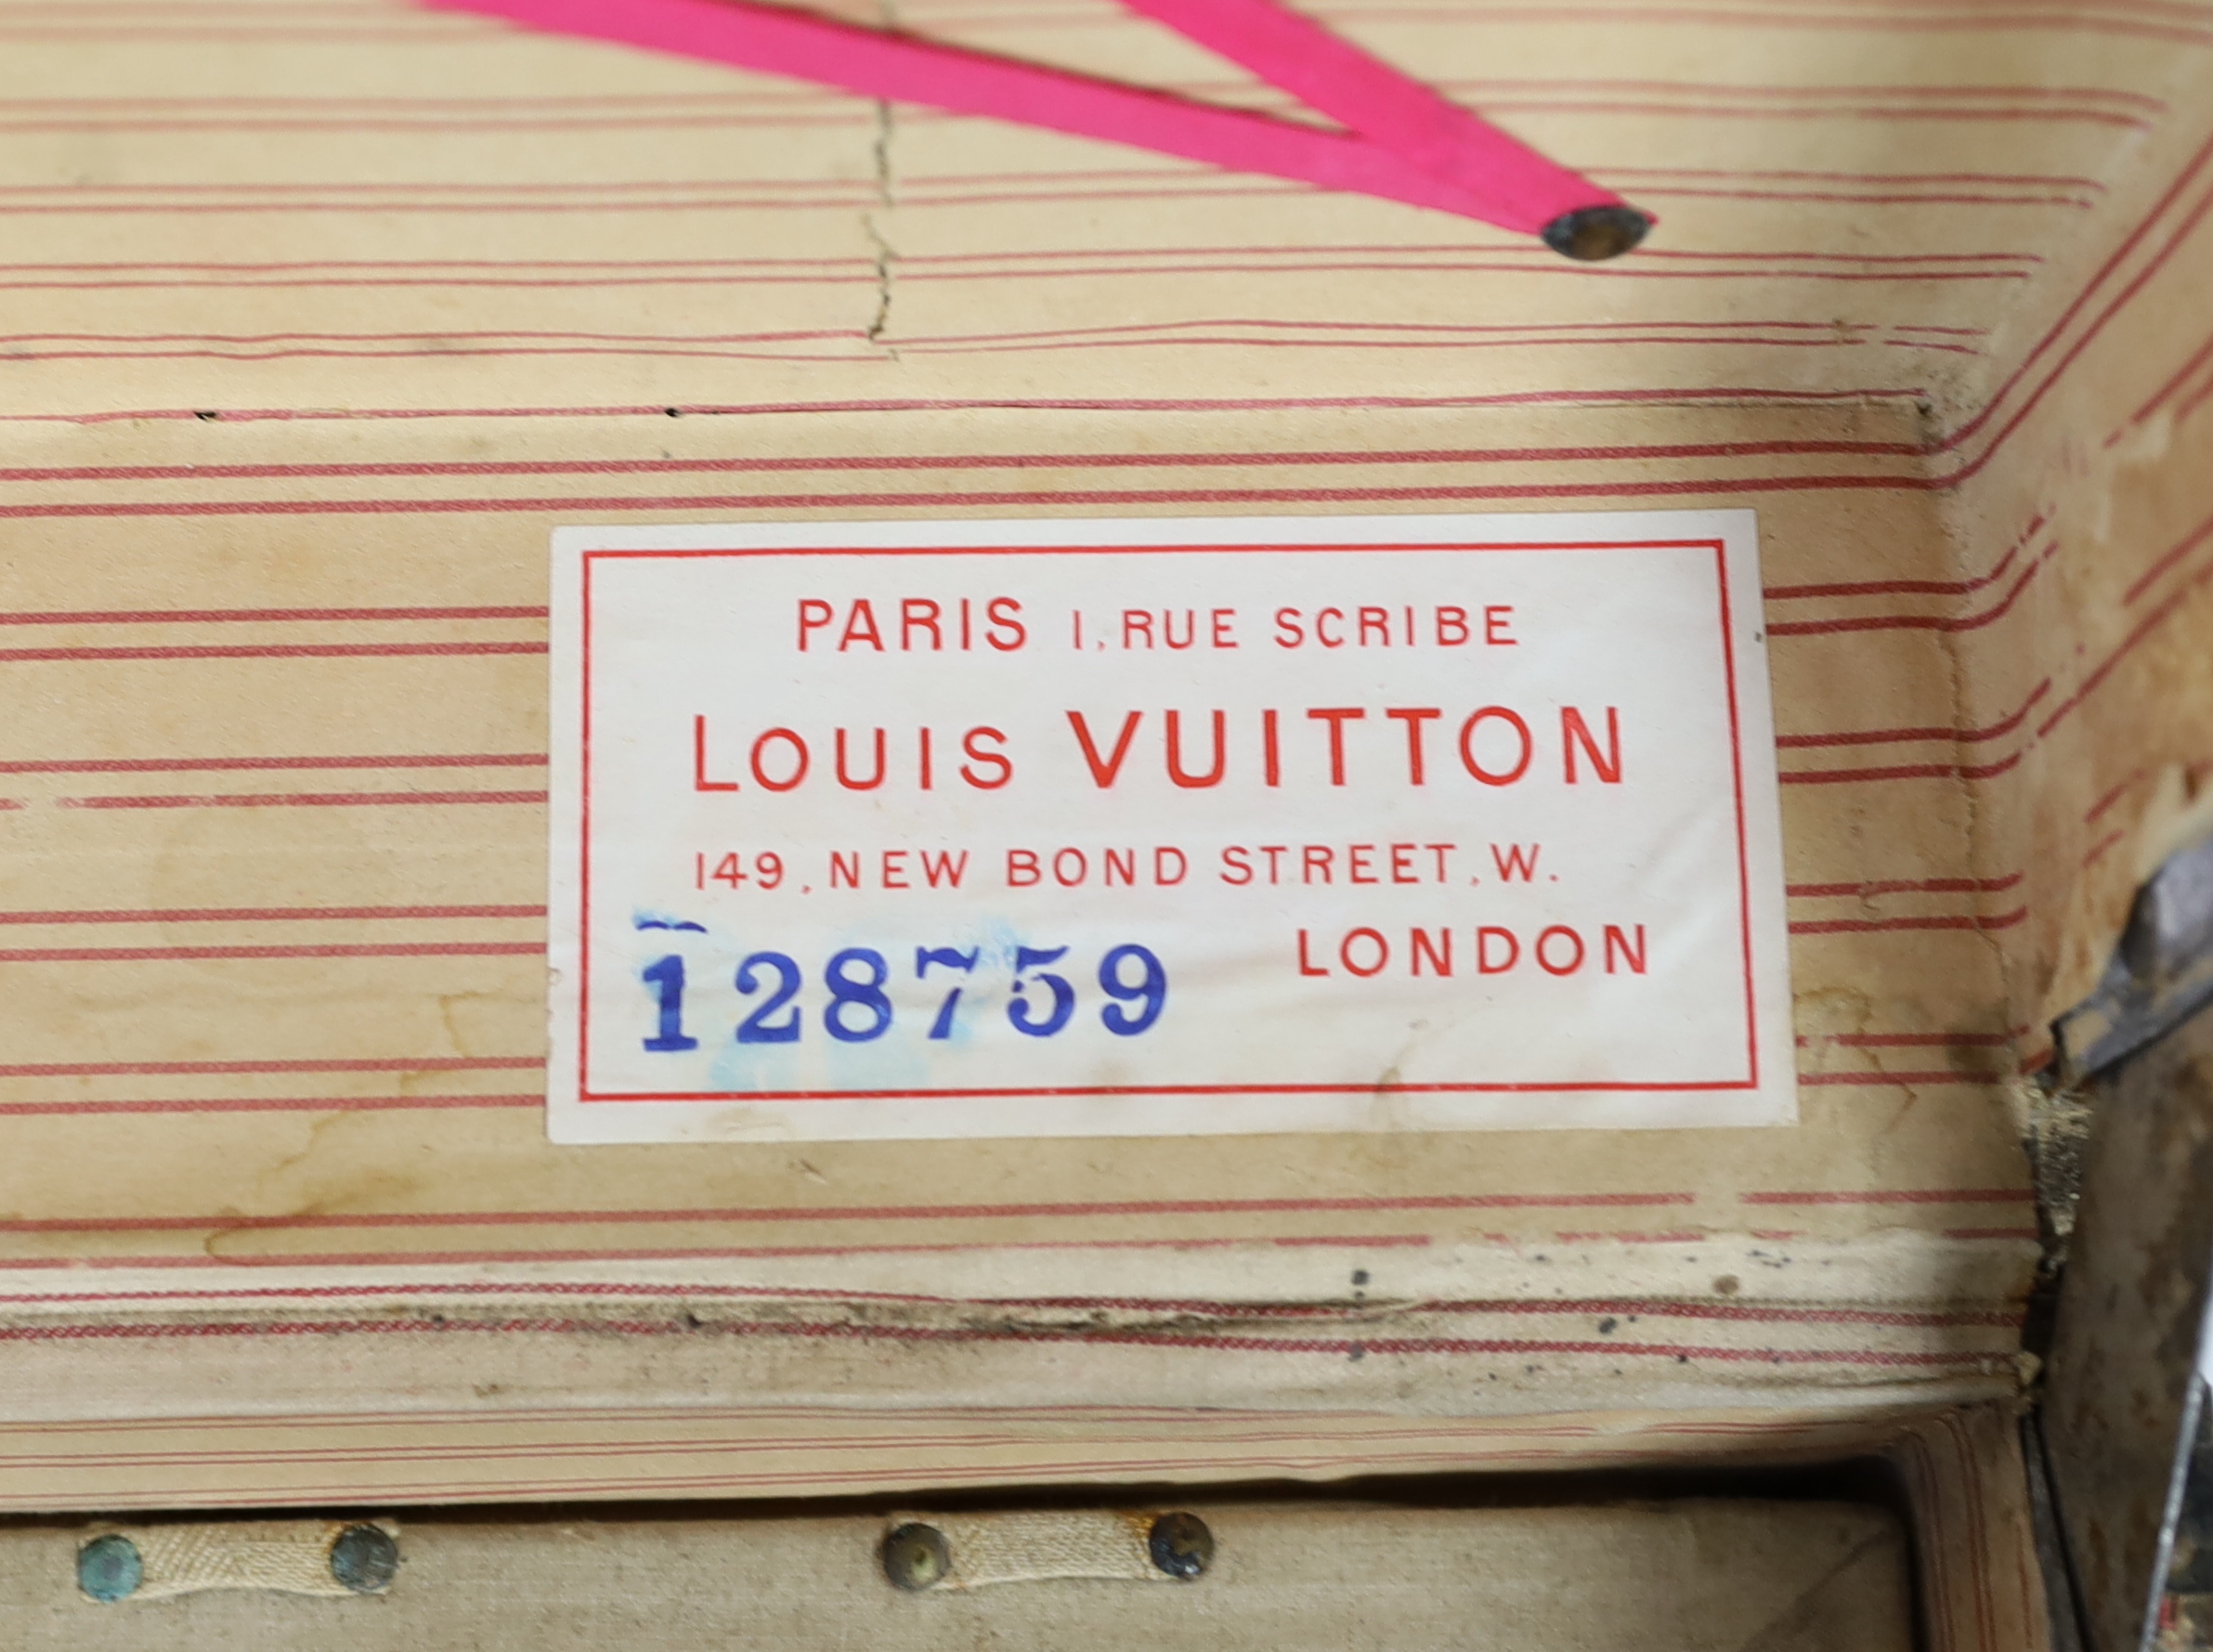 PARIS 1, RUE SCRIBE
LOUIS VUITTON
149, NEW BOND STREET, W.
LONDON
128759